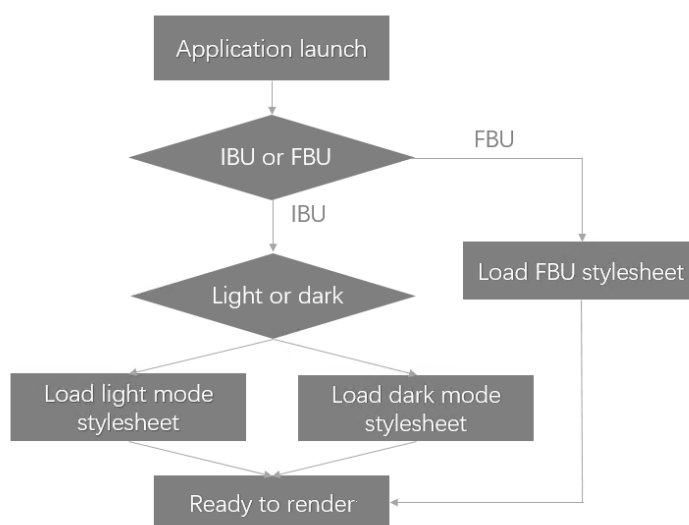 Application launch
IBU or FBU
FBU
IBU
Load FBU stylesheet
Light or dark
Load light mode
stylesheet
Load dark mode
stylesheet
Ready to render